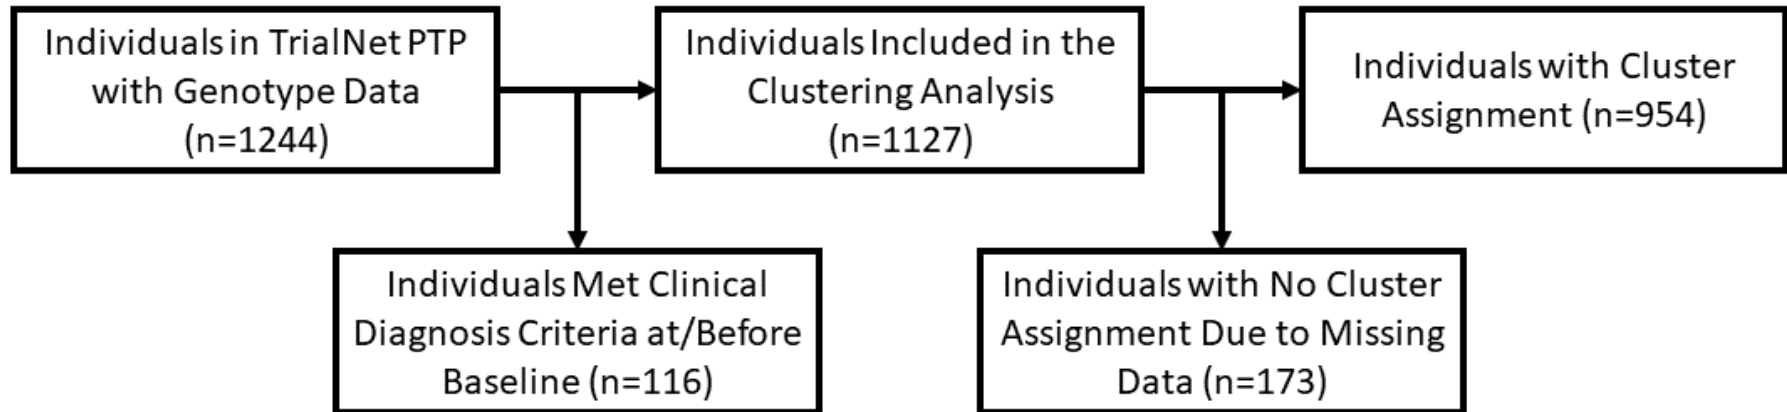 Individuals in TrialNet PTP
with Genotype Data
(n=1244)
Individuals Included in the
Clustering Analysis
(n=1127)
Individuals with Cluster
Assignment (n=954)
Individuals Met Clinical
Diagnosis Criteria at/Before
Baseline (n=116)
Individuals with No Cluster
Assignment Due to Missing
Data (n=173)